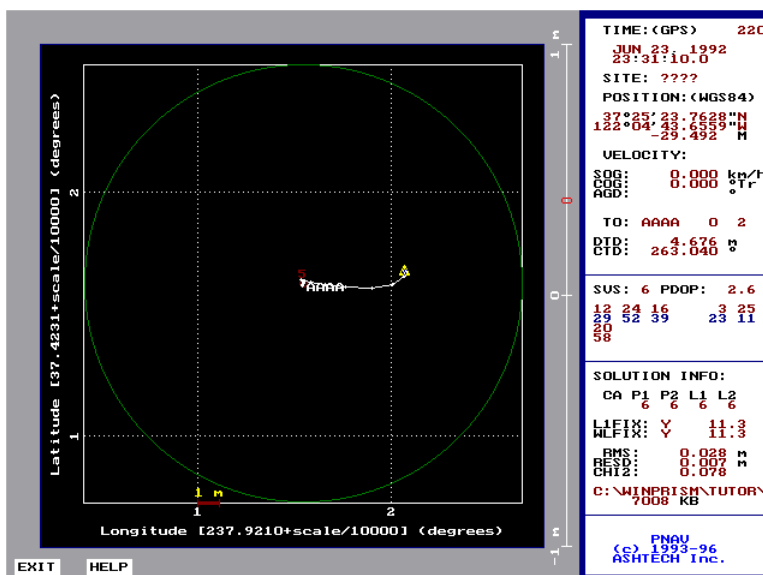 Latitude [37.4231+scale/10000] (degrees)
2
1
AAAA
1 m
1
2
Longitude [237.9210+scale/10000] (degrees)
1 m
0
0
-1 m
EXIT
HELP
TIME:(GPS) 220
JUN 23, 1992
23:31:10.0
SITE: ????
POSITION:(WGS84)
37°25'23.7628"N
122°04'43.6559"W
-29.492 M
VELOCITY:
SOG: 0.000 km/h
COG: 0.000 °Tr
AGD: °
TO: AAAA 0 2
DTD: 4.676 m
CTD: 263.040 °
SVS: 6 PDOP: 2.6
12 24 16 3 25
29 52 39 23 11
20
58
SOLUTION INFO:
CA P1 P2 L1 L2
6 6 6 6
L1FIX: Y 11.3
WLFIX: Y 11.3
RMS: 0.028 m
RESD: 0.007 m
CHI2: 0.078
C:\WINPRISM\TUTOR\
7008 KB
PNAV
(c) 1993-96
ASHTECH Inc.